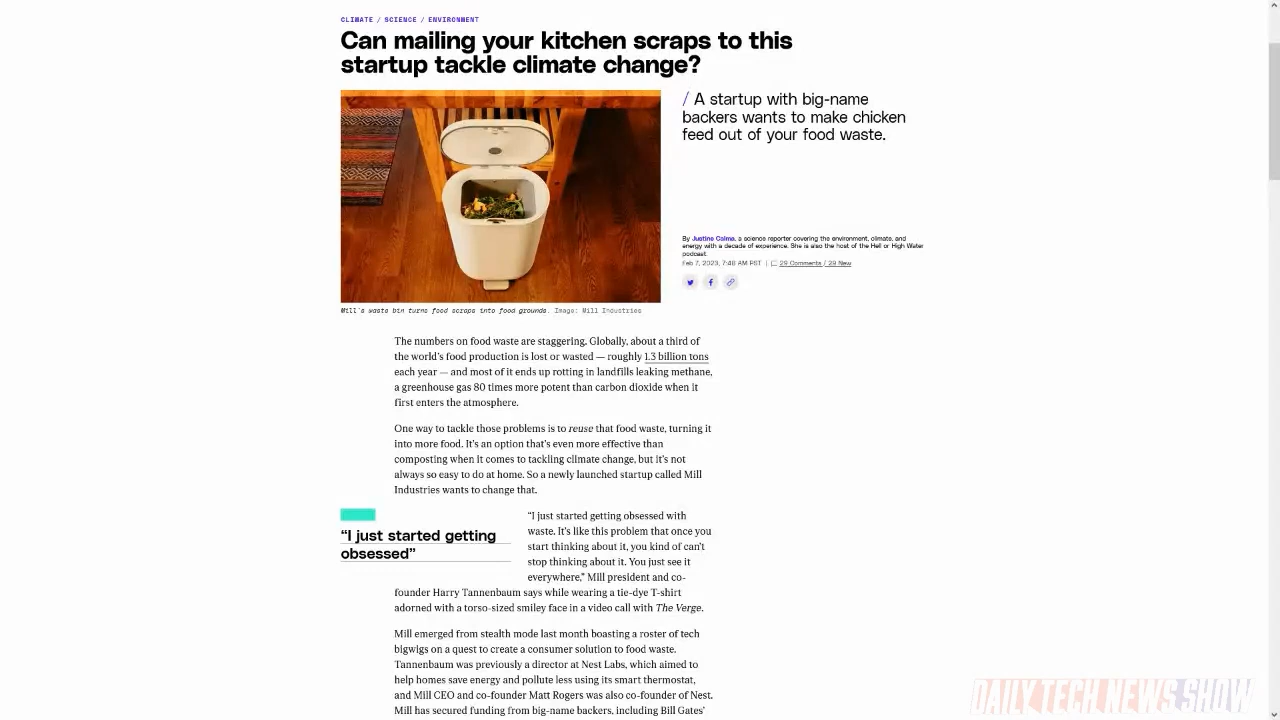 CLIMATE / SCIENCE / ENVIRONMENT
Can mailing your kitchen scraps to this
startup tackle climate change?
/ A startup with big-name
backers wants to make chicken
feed out of your food waste.
By Justine Calma, a science reporter covering the environment, climate, and
energy with a decade of experience. She is also the host of the Hell or High Water
podcast.
Feb 7, 2023, 7:48 AM PST | 29 Comments / 29 New
Mill's waste bin turns food scraps into food grounds. Image: Mill Industries
The numbers on food waste are staggering. Globally, about a third of
the world's food production is lost or wasted — roughly 1.3 billion tons
each year — and most of it ends up rotting in landfills leaking methane,
a greenhouse gas 80 times more potent than carbon dioxide when it
first enters the atmosphere.
One way to tackle those problems is to reuse that food waste, turning it
into more food. It's an option that's even more effective than
composting when it comes to tackling climate change, but it's not
always so easy to do at home. So a newly launched startup called Mill
Industries wants to change that.
“I just started getting
obsessed”
“I just started getting obsessed with
waste. It's like this problem that once you
start thinking about it, you kind of can't
stop thinking about it. You just see it
everywhere,” Mill president and co-
founder Harry Tannenbaum says while wearing a tie-dye T-shirt
adorned with a torso-sized smiley face in a video call with The Verge.
Mill emerged from stealth mode last month boasting a roster of tech
bigwigs on a quest to create a consumer solution to food waste.
Tannenbaum was previously a director at Nest Labs, which aimed to
help homes save energy and pollute less using its smart thermostat,
and Mill CEO and co-founder Matt Rogers was also co-founder of Nest.
Mill has secured funding from big-name backers, including Bill Gates'
DAILY TECH NEWS SHOW